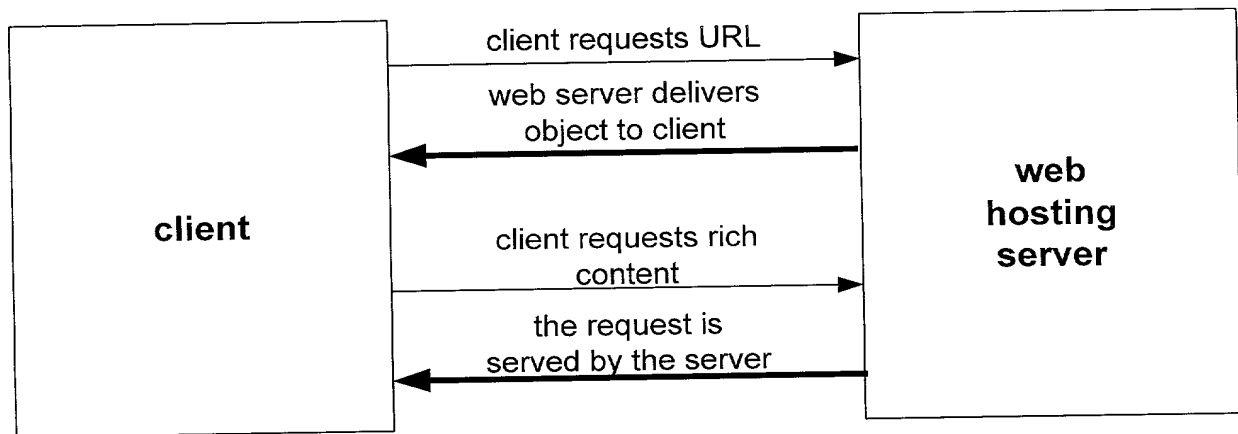 client requests URL
web server delivers
object to client
client
web
hosting
server
client requests rich
content
the request is
served by the server